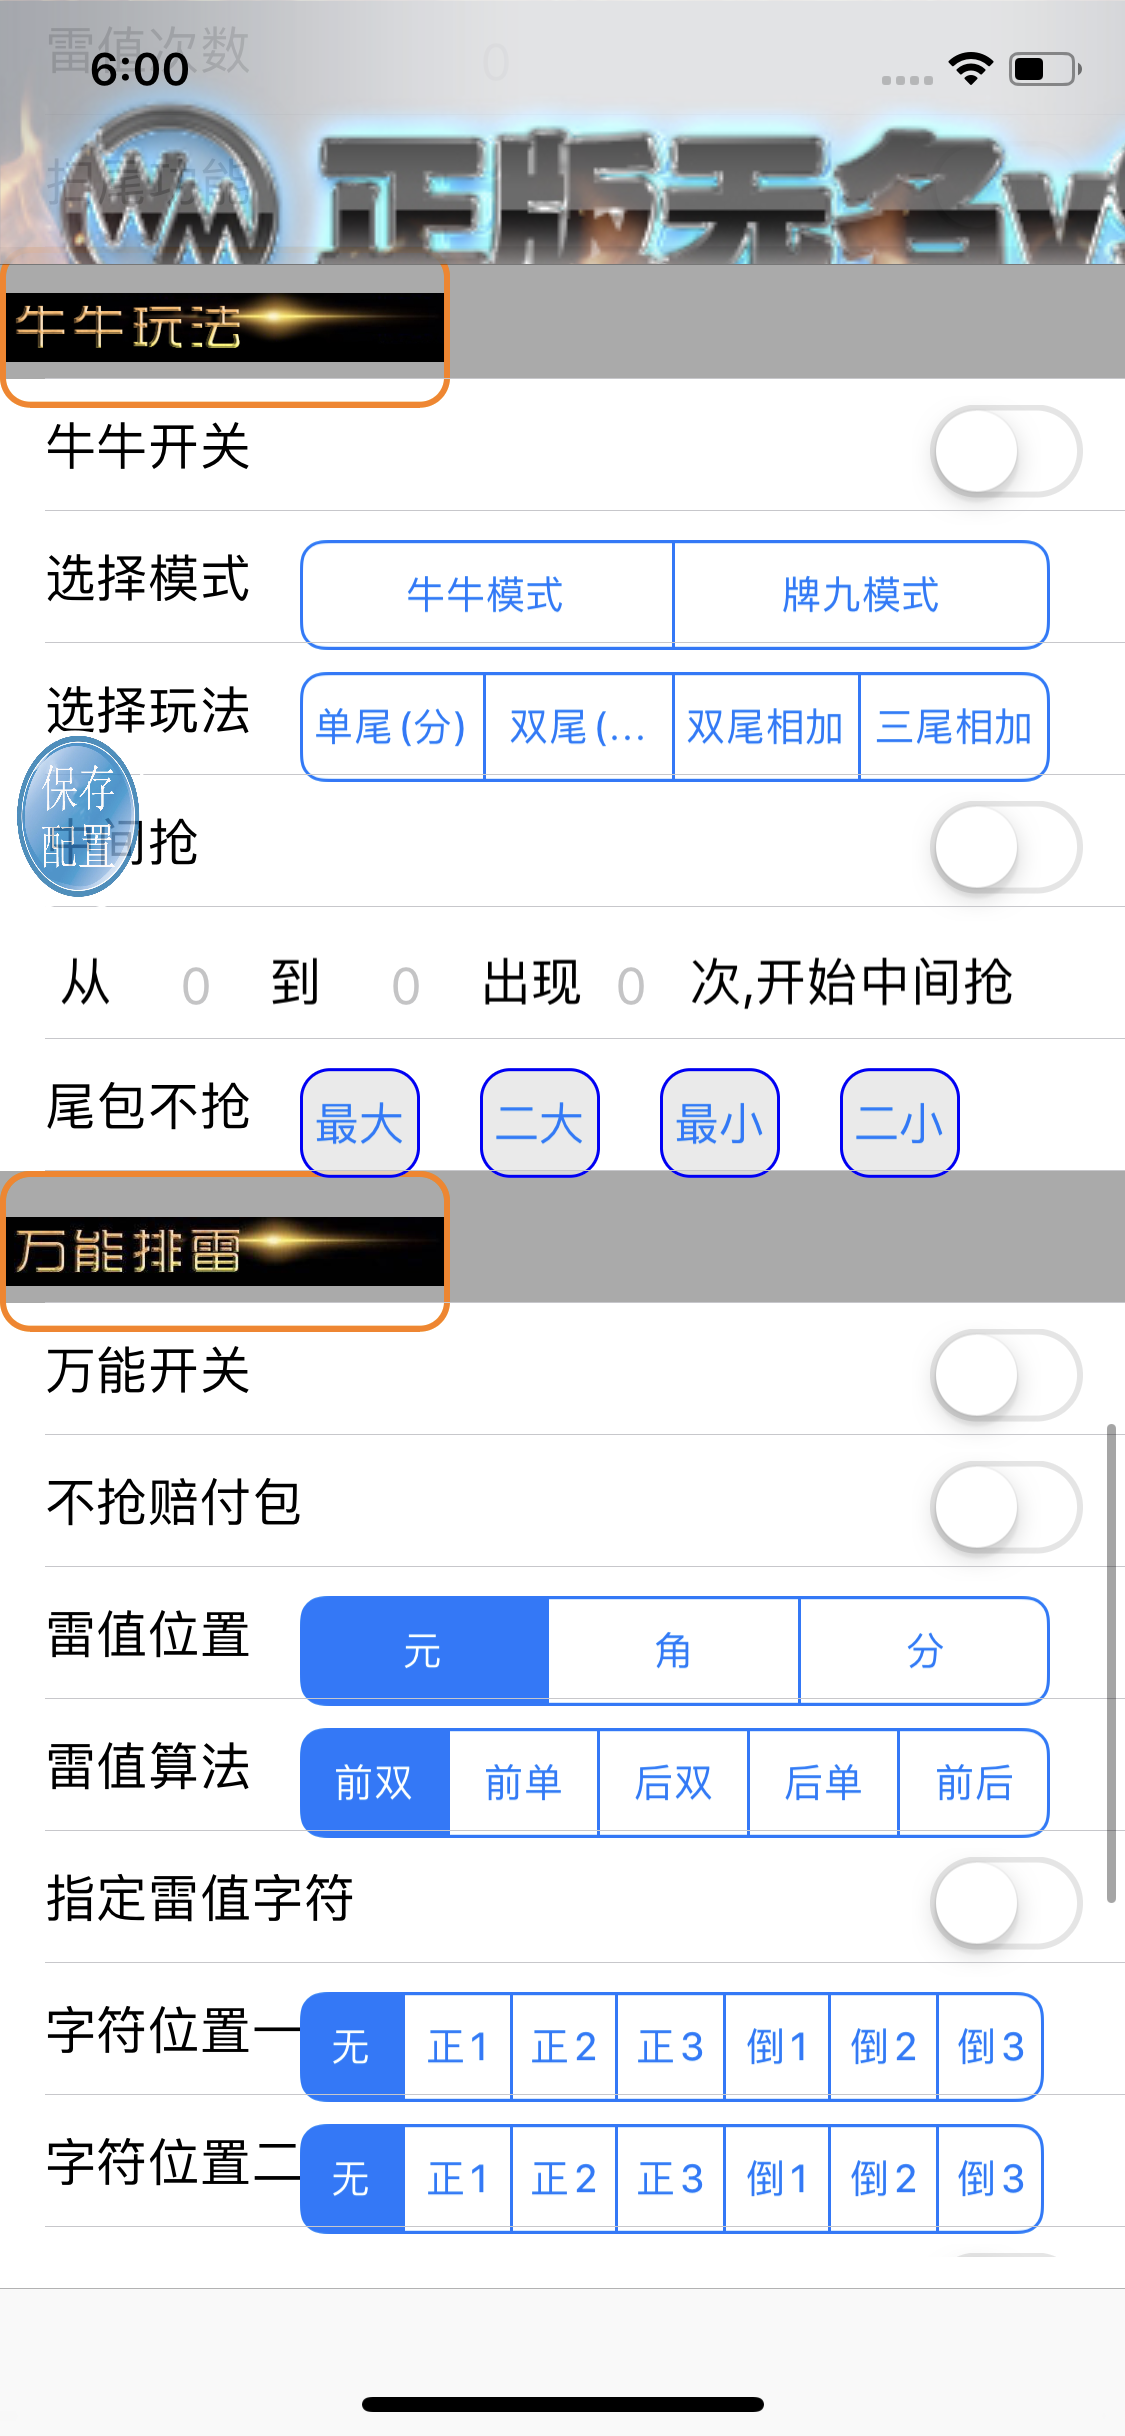 雷值次数 0
6:00
扫尾功能
WM 正版无名v
牛牛玩法
牛牛开关
选择模式 牛牛模式 牌九模式
选择玩法 单尾(分) 双尾(... 双尾相加 三尾相加
保存
配置
中间抢
从 0 到 0 出现 0 次,开始中间抢
尾包不抢 最大 二大 最小 二小
万能排雷
万能开关
不抢赔付包
雷值位置 元 角 分
雷值算法 前双 前单 后双 后单 前后
指定雷值字符
字符位置一 无 正1 正2 正3 倒1 倒2 倒3
字符位置二 无 正1 正2 正3 倒1 倒2 倒3